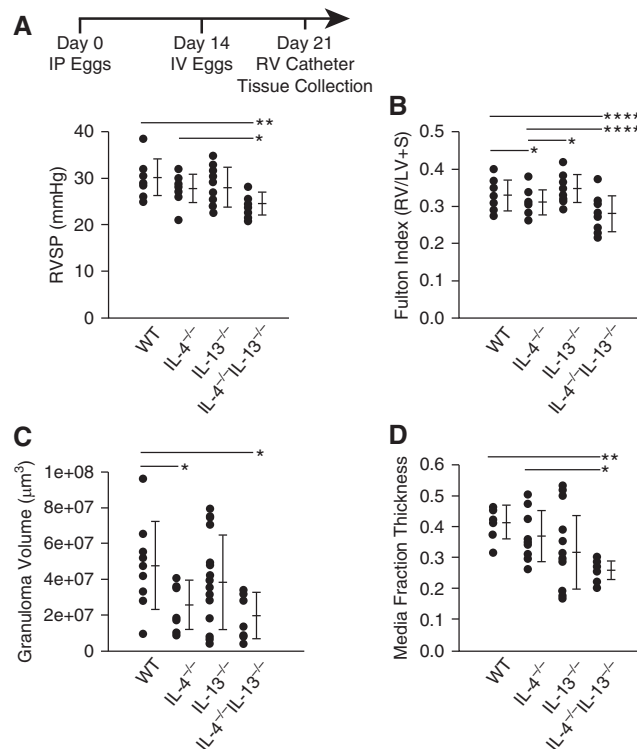 A
Day 0
IP Eggs
Day 14
IV Eggs
Day 21
RV Catheter
Tissue Collection
**
*
40
30
20
10
0
RVSP (mmHg)
WT
IL-4⁻/⁻
IL-13⁻/⁻
IL-4⁻/⁻IL-13⁻/⁻
B
****
****
*
*
0.5
0.4
0.3
0.2
0.1
0.0
Fulton Index (RV/LV+S)
WT
IL-4⁻/⁻
IL-13⁻/⁻
IL-4⁻/⁻IL-13⁻/⁻
C
*
*
1e+08
8e+07
6e+07
4e+07
2e+07
0
Granuloma Volume (µm³)
WT
IL-4⁻/⁻
IL-13⁻/⁻
IL-4⁻/⁻IL-13⁻/⁻
D
**
*
0.6
0.5
0.4
0.3
0.2
0.1
0.0
Media Fraction Thickness
WT
IL-4⁻/⁻
IL-13⁻/⁻
IL-4⁻/⁻IL-13⁻/⁻